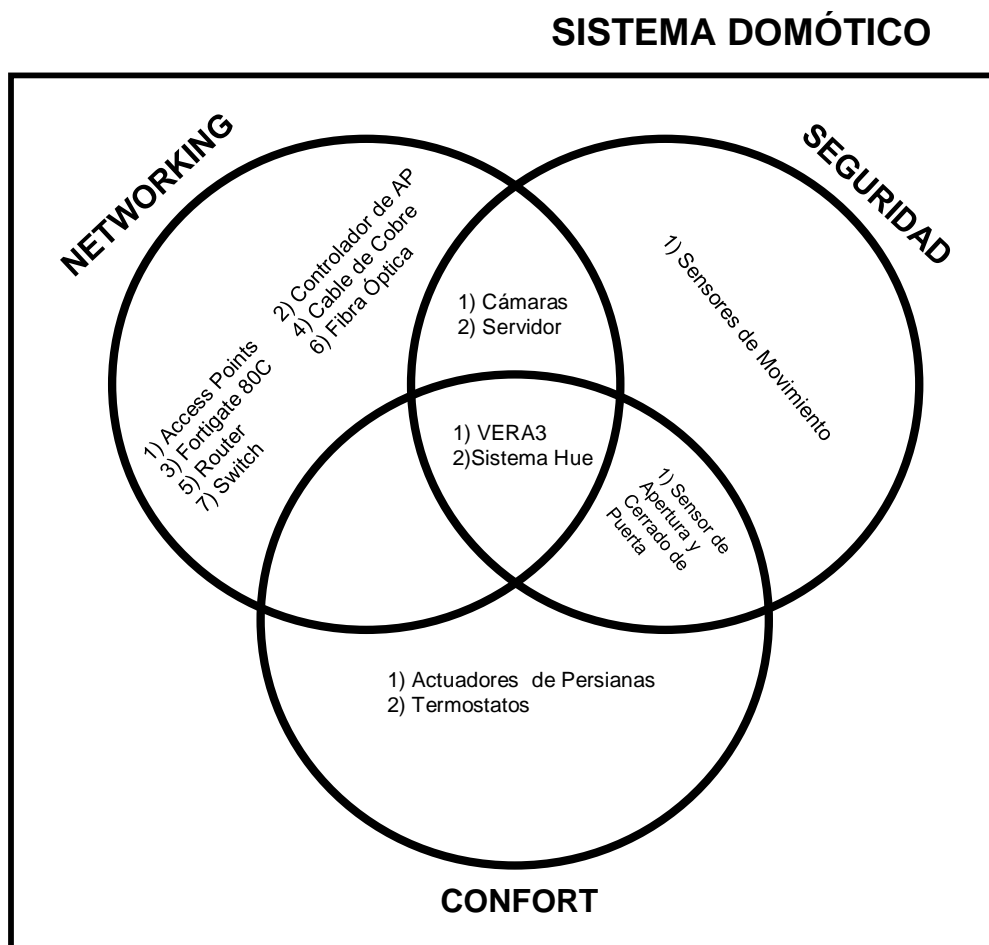 SISTEMA DOMÓTICO
NETWORKING
SEGURIDAD
2) Controlador de AP
4) Cable de Cobre
6) Fibra Óptica
1) Access Points
3) Fortigate 80C
5) Router
7) Switch
1) Cámaras
2) Servidor
1) Sensores de Movimiento
1) VERA3
2)Sistema Hue
1) Sensor de
Apertura y
Cerrado de
Puerta
1) Actuadores de Persianas
2) Termostatos
CONFORT